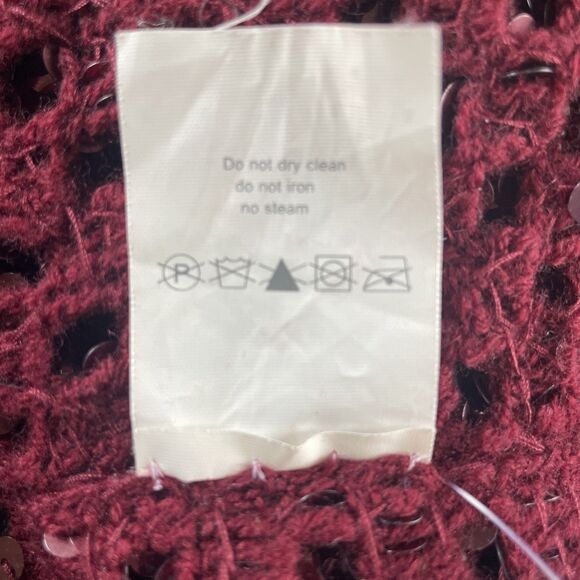 Do not dry clean
do not iron
no steam
P